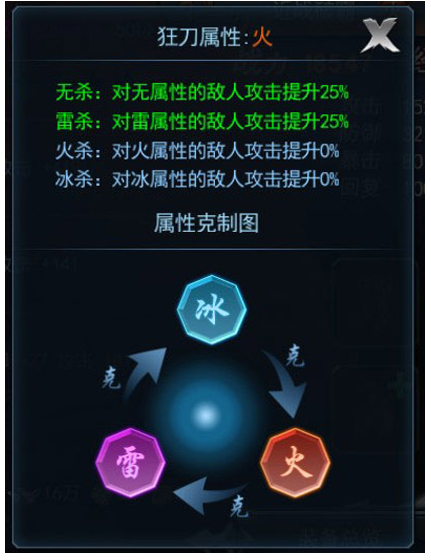 狂刀属性:火
无杀：对无属性的敌人攻击提升25%
雷杀：对雷属性的敌人攻击提升25%
火杀：对火属性的敌人攻击提升0%
冰杀：对冰属性的敌人攻击提升0%
属性克制图
冰
克
克
雷
火
克
16万